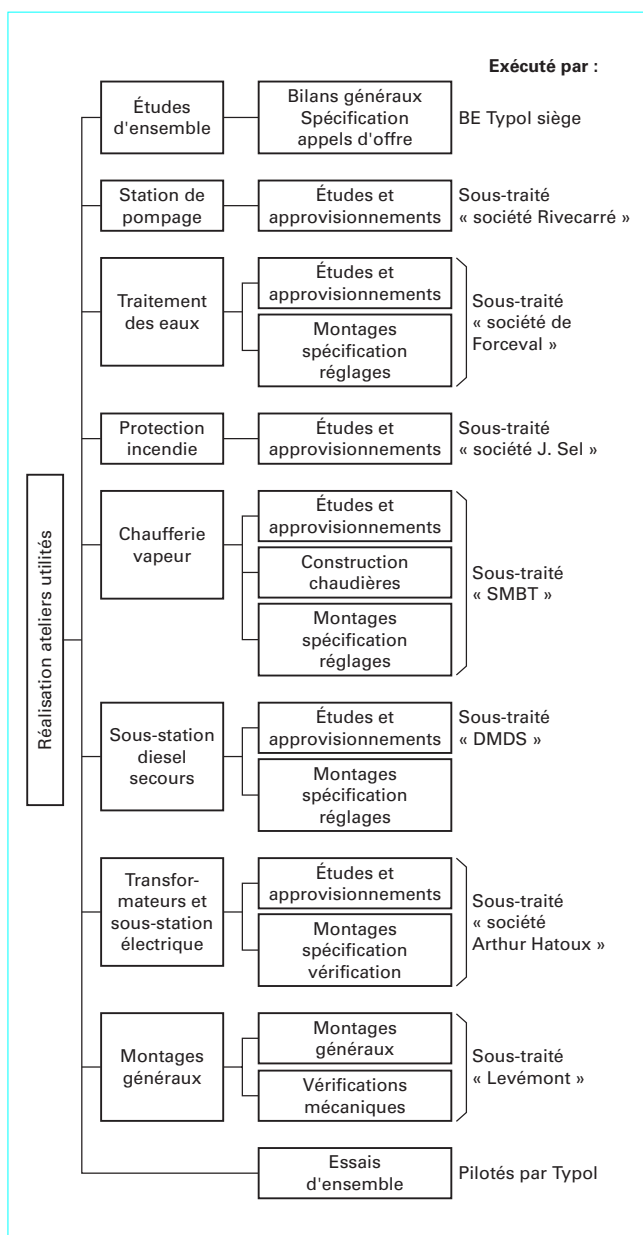 Exécuté par :
Études
d'ensemble
Bilans généraux
Spécification
appels d'offre
BE Typol siège
Station de
pompage
Études et
approvisionnements
Sous-traité
« société Rivecarré »
Traitement
des eaux
Études et
approvisionnements
Montages
spécification
réglages
Sous-traité
« société de
Forceval »
Protection
incendie
Études et
approvisionnements
Sous-traité
« société J. Sel »
Réalisation ateliers utilités
Chaufferie
vapeur
Études et
approvisionnements
Construction
chaudières
Montages
spécification
réglages
Sous-traité
« SMBT »
Sous-station
diesel
secours
Études et
approvisionnements
Montages
spécification
réglages
Sous-traité
« DMDS »
Transfor-
mateurs et
sous-station
électrique
Études et
approvisionnements
Montages
spécification
vérification
Sous-traité
« société
Arthur Hatoux »
Montages
généraux
Montages
généraux
Vérifications
mécaniques
Sous-traité
« Levémont »
Essais
d'ensemble
Pilotés par Typol